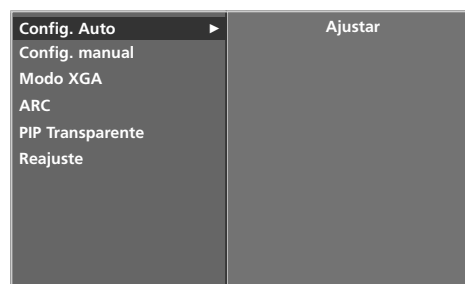 Config. Auto ►
Ajustar
Config. manual
Modo XGA
ARC
PIP Transparente
Reajuste